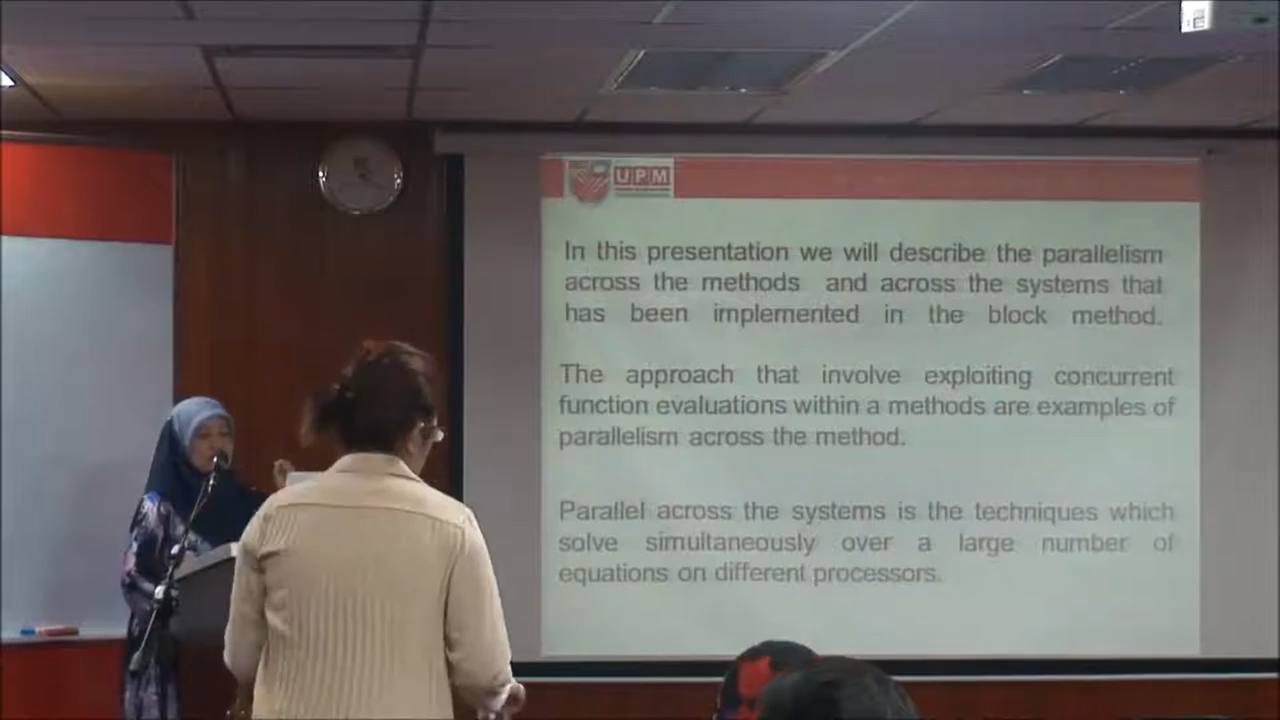 UPM
In this presentation we will describe the parallelism
across the methods and across the systems that
has been implemented in the block method.
The approach that involve exploiting concurrent
function evaluations within a methods are examples of
parallelism across the method.
Parallel across the systems is the techniques which
solve simultaneously over a large number of
equations on different processors.